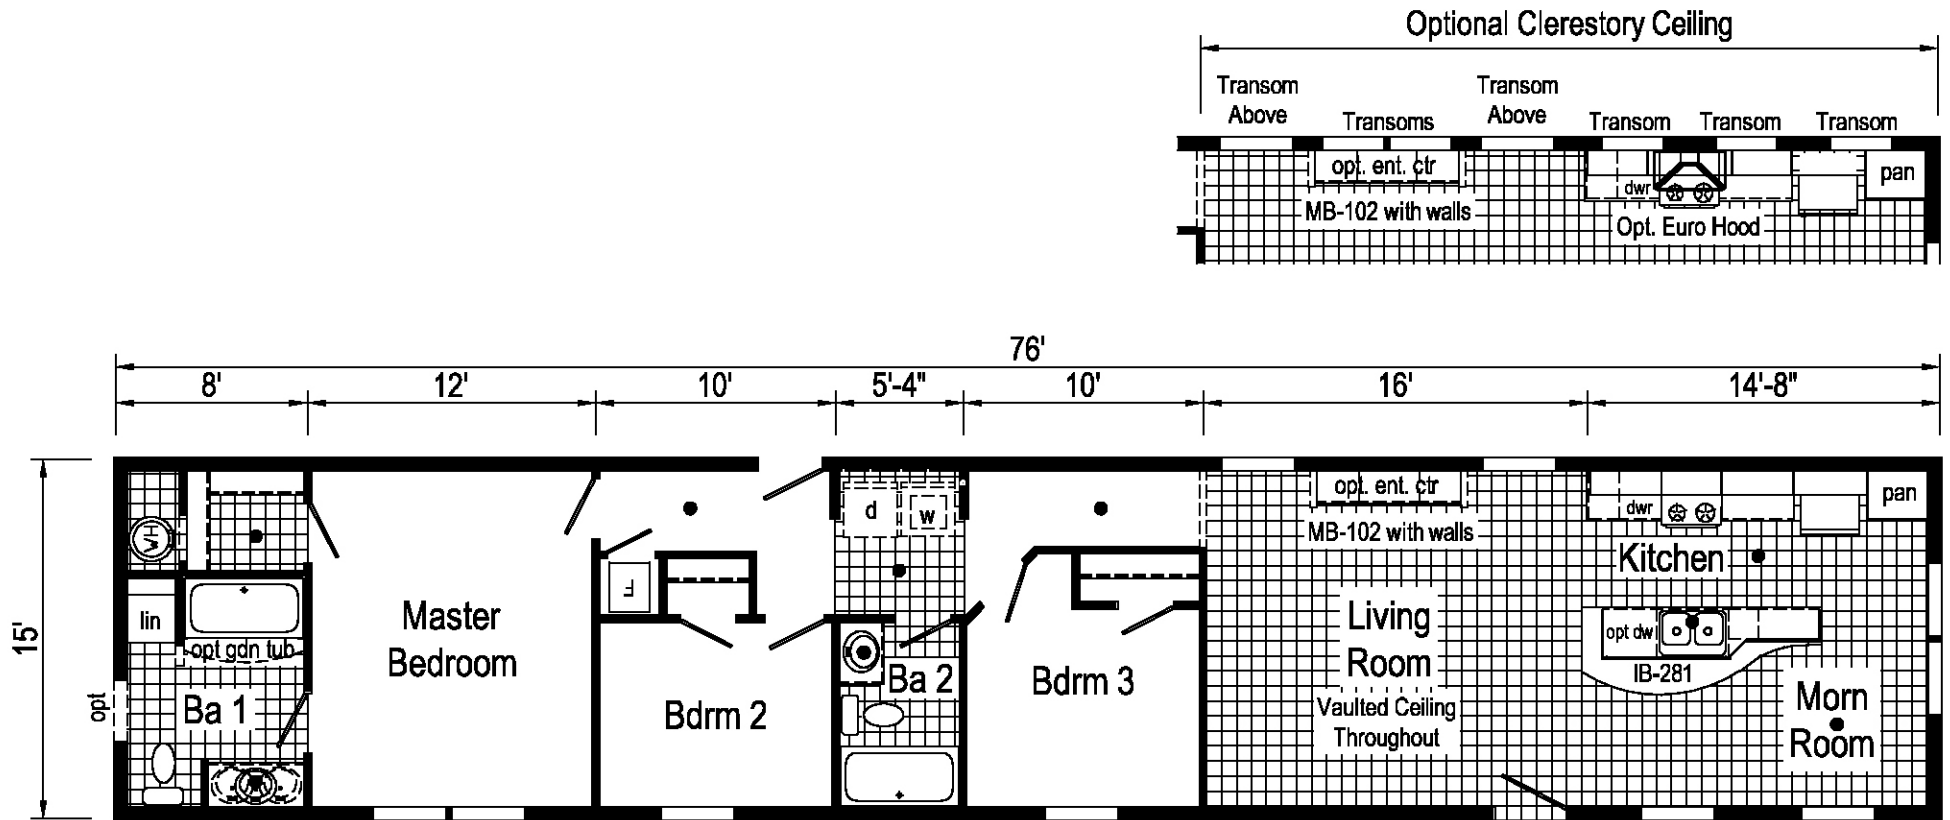 Optional Clerestory Ceiling
Transom
Above
Transoms
Transom
Above
Transom
Transom
Transom
opt. ent. ctr
MB-102 with walls
dwr
pan
Opt. Euro Hood
76'
8'
12'
10'
5'-4"
10'
16'
14'-8"
15'
WH
lin
opt gdn tub
opt
Ba 1
Master
Bedroom
F
Bdrm 2
d
w
Ba 2
Bdrm 3
opt. ent. ctr
MB-102 with walls
Living
Room
Vaulted Ceiling
Throughout
dwr
pan
Kitchen
opt dw
IB-281
Morn
Room